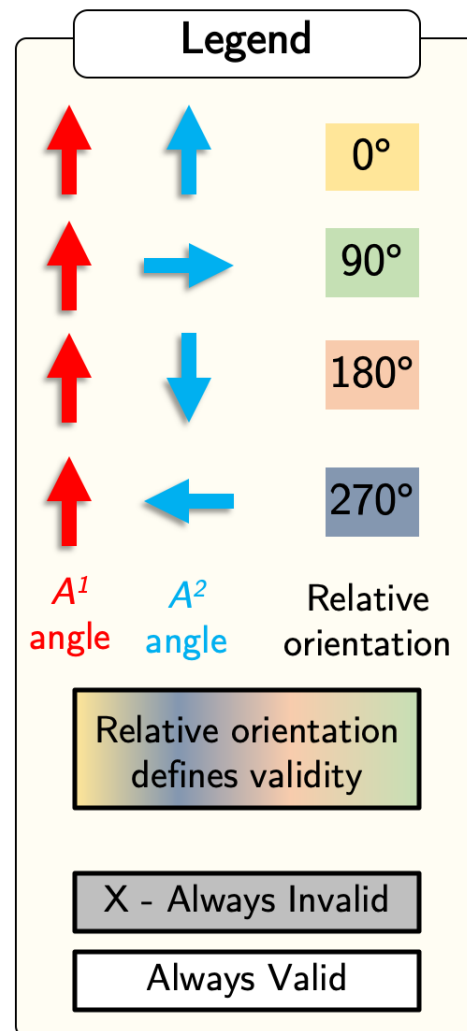 Legend
0°
90°
180°
270°
A¹ A² Relative
angle angle orientation
Relative orientation
defines validity
X - Always Invalid
Always Valid